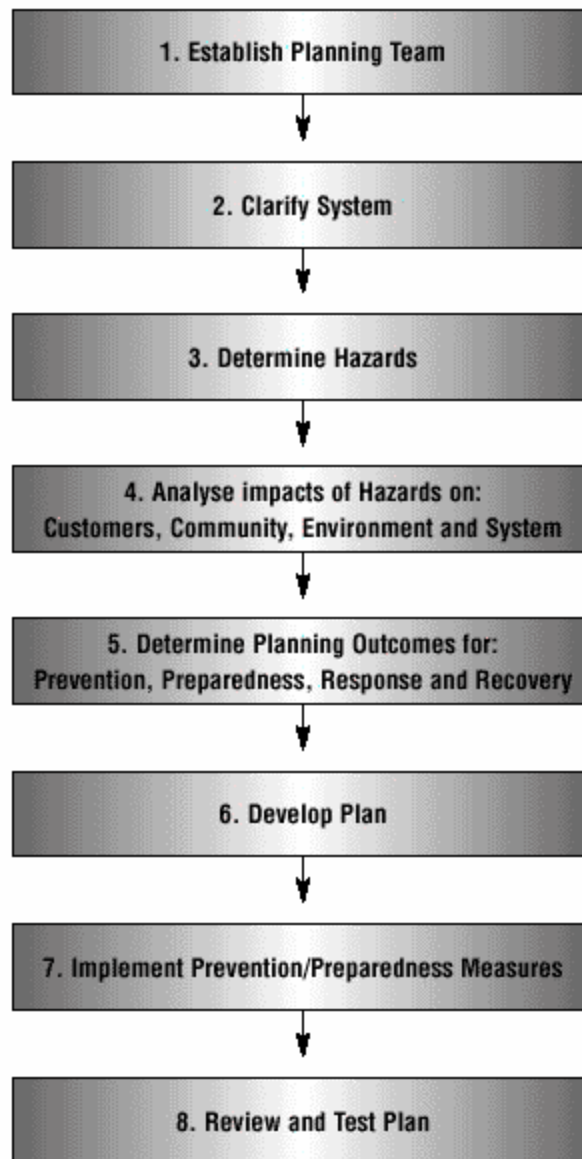 1. Establish Planning Team
2. Clarify System
3. Determine Hazards
4. Analyse impacts of Hazards on:
Customers, Community, Environment and System
5. Determine Planning Outcomes for:
Prevention, Preparedness, Response and Recovery
6. Develop Plan
7. Implement Prevention/Preparedness Measures
8. Review and Test Plan